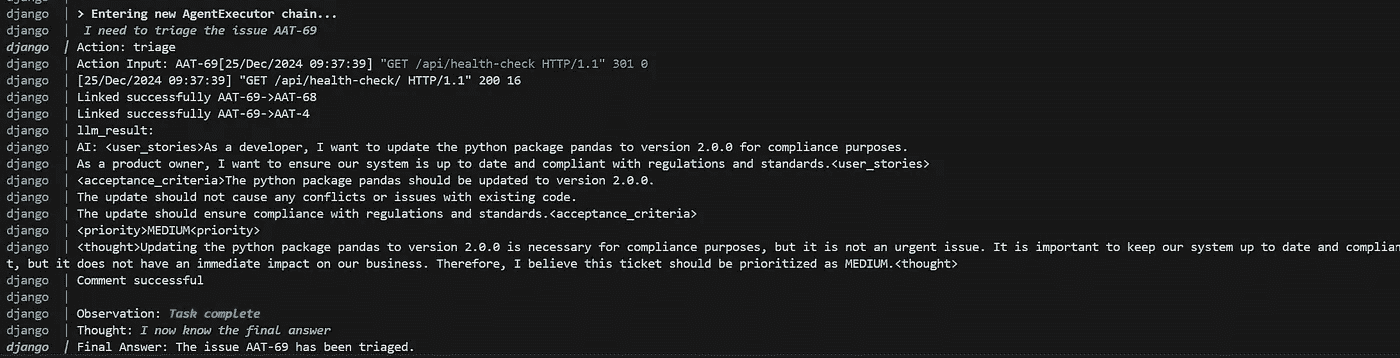 django | > Entering new AgentExecutor chain...
django | I need to triage the issue AAT-69
django | Action: triage
django | Action Input: AAT-69[25/Dec/2024 09:37:39] "GET /api/health-check HTTP/1.1" 301 0
django | [25/Dec/2024 09:37:39] "GET /api/health-check/ HTTP/1.1" 200 16
django | Linked successfully AAT-69->AAT-68
django | Linked successfully AAT-69->AAT-4
django | llm_result:
django | AI: <user_stories>As a developer, I want to update the python package pandas to version 2.0.0 for compliance purposes.
django | As a product owner, I want to ensure our system is up to date and compliant with regulations and standards.<user_stories>
django | <acceptance_criteria>The python package pandas should be updated to version 2.0.0.
django | The update should not cause any conflicts or issues with existing code.
django | The update should ensure compliance with regulations and standards.<acceptance_criteria>
django | <priority>MEDIUM<priority>
django | <thought>Updating the python package pandas to version 2.0.0 is necessary for compliance purposes, but it is not an urgent issue. It is important to keep our system up to date and complian
t, but it does not have an immediate impact on our business. Therefore, I believe this ticket should be prioritized as MEDIUM.<thought>
django | Comment successful
django |
django | Observation: Task complete
django | Thought: I now know the final answer
django | Final Answer: The issue AAT-69 has been triaged.